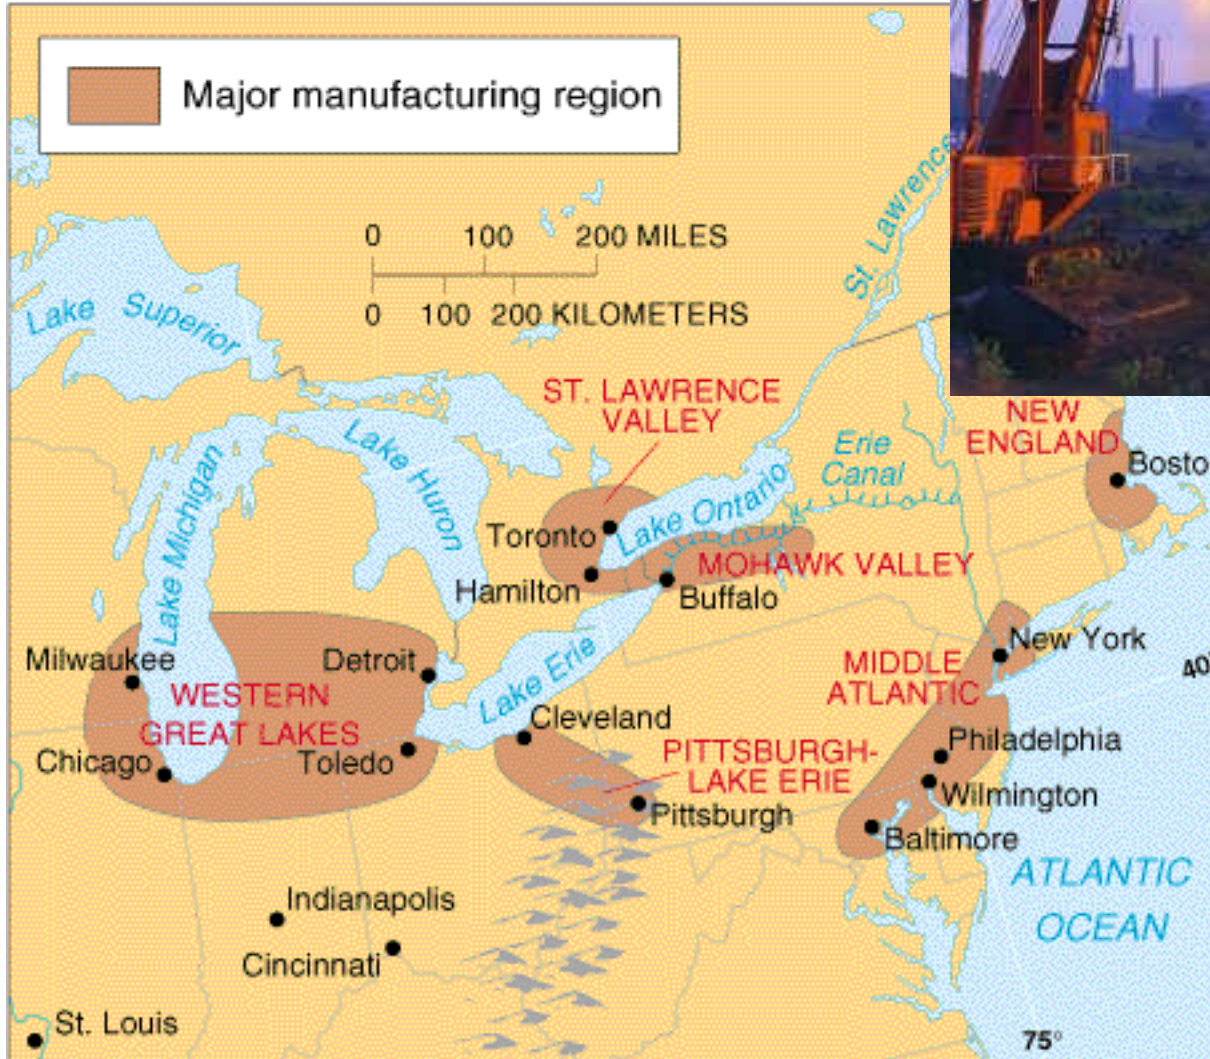 Major manufacturing region
0 100 200 MILES
0 100 200 KILOMETERS
St. Lawrence
Lake Superior
ST. LAWRENCE
VALLEY
NEW
ENGLAND
Lake Huron
Erie
Canal
Lake Michigan
Bosto
Lake Ontario
Toronto
MOHAWK VALLEY
Hamilton
Buffalo
New York
Milwaukee
Detroit
Lake Erie
MIDDLE
ATLANTIC
40°
WESTERN
GREAT LAKES
Cleveland
Chicago
Toledo
PITTSBURGH-
LAKE ERIE
Philadelphia
Wilmington
Pittsburgh
Baltimore
ATLANTIC
OCEAN
Indianapolis
Cincinnati
St. Louis
75°